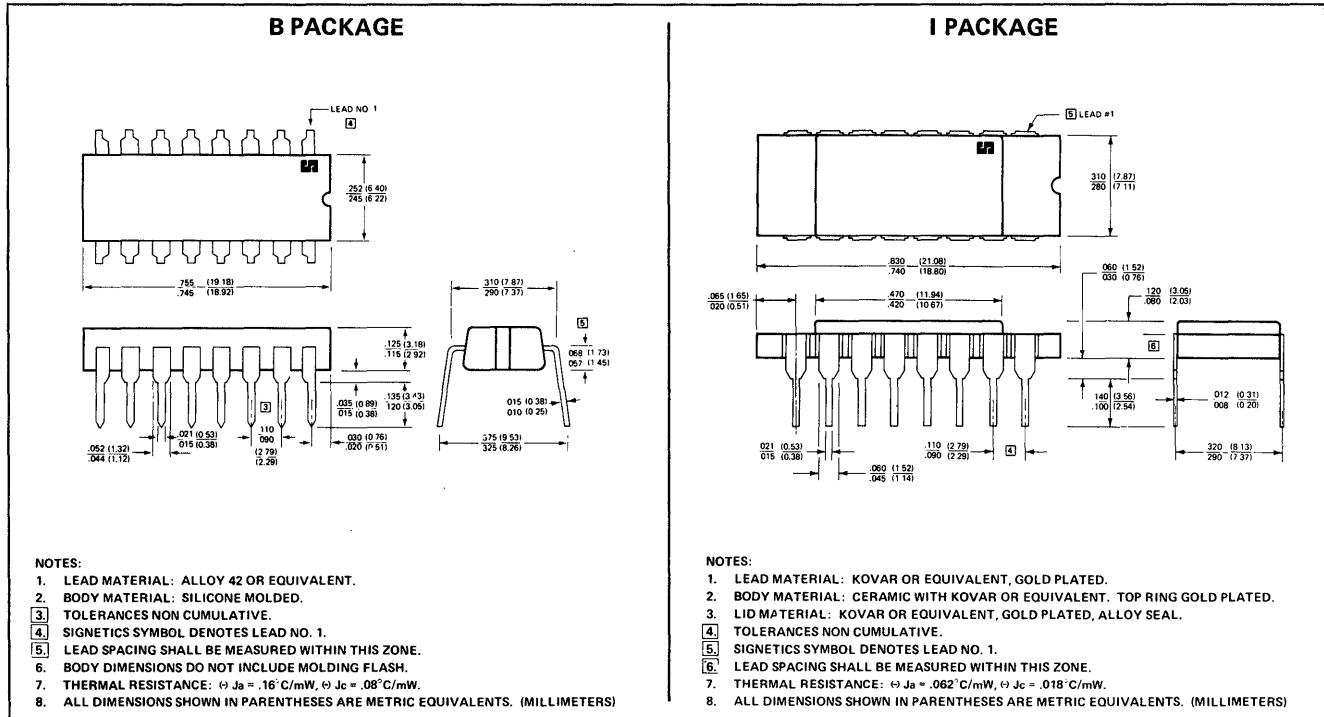 B PACKAGE
LEAD NO 1
4
252 (6 40)
245 (6 22)
755 (19 18)
.745 (18.92)
310 (7 87)
290 (7 37)
5
.125 (3.18)
.115 (2 92)
068 (1 73)
057 (1 45)
.035 (0 89)
015 (0 38)
120 (3.05)
015 (0 38)
010 (0 25)
3
.110
090
(2 79)
(2.29)
.021 (0 53)
015 (0.38)
.052 (1.32)
.044 (1.12)
.030 (0 76)
.020 (0.51)
375 (9 53)
325 (8 26)
NOTES:
1. LEAD MATERIAL: ALLOY 42 OR EQUIVALENT.
2. BODY MATERIAL: SILICONE MOLDED.
3. TOLERANCES NON CUMULATIVE.
4. SIGNETICS SYMBOL DENOTES LEAD NO. 1.
5. LEAD SPACING SHALL BE MEASURED WITHIN THIS ZONE.
6. BODY DIMENSIONS DO NOT INCLUDE MOLDING FLASH.
7. THERMAL RESISTANCE: Θ Ja = .16°C/mW, Θ Jc = .08°C/mW.
8. ALL DIMENSIONS SHOWN IN PARENTHESES ARE METRIC EQUIVALENTS. (MILLIMETERS)
I PACKAGE
5 LEAD #1
310 (7.87)
280 (7 11)
.830 (21.08)
.740 (18.80)
060 (1 52)
030 (0 76)
.065 (1 65)
020 (0.51)
.470 (11.94)
.420 (10 67)
120 (3.05)
.080 (2 03)
6
140 (3 56)
.100 (2.54)
012 (0 31)
008 (0 20)
021 (0.53)
015 (0.38)
.110 (2 79)
.090 (2 29)
4
.060 (1 52)
.045 (1 14)
320 (8 13)
290 (7 37)
NOTES:
1. LEAD MATERIAL: KOVAR OR EQUIVALENT, GOLD PLATED.
2. BODY MATERIAL: CERAMIC WITH KOVAR OR EQUIVALENT. TOP RING GOLD PLATED.
3. LID MATERIAL: KOVAR OR EQUIVALENT, GOLD PLATED, ALLOY SEAL.
4. TOLERANCES NON CUMULATIVE.
5. SIGNETICS SYMBOL DENOTES LEAD NO. 1.
6. LEAD SPACING SHALL BE MEASURED WITHIN THIS ZONE.
7. THERMAL RESISTANCE: Θ Ja = .062°C/mW, Θ Jc = .018°C/mW.
8. ALL DIMENSIONS SHOWN IN PARENTHESES ARE METRIC EQUIVALENTS. (MILLIMETERS)